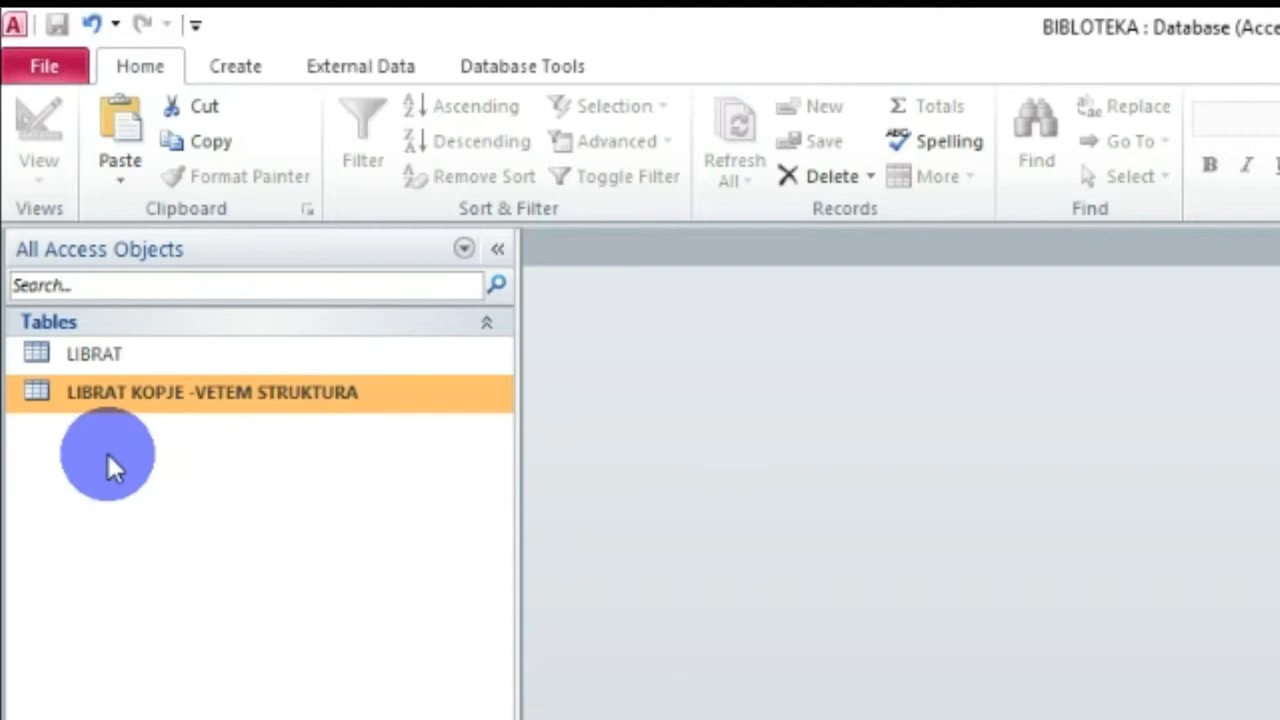 BIBLOTEKA : Database (Acce
File Home Create External Data Database Tools
View
Views
Paste
Cut
Copy
Format Painter
Clipboard
Filter
Ascending
Descending
Remove Sort
Selection
Advanced
Toggle Filter
Sort & Filter
Refresh
All
New
Save
Delete
Totals
Spelling
More
Records
Find
Replace
Go To
Select
Find
B I
All Access Objects
Search...
Tables
LIBRAT
LIBRAT KOPJE -VETEM STRUKTURA